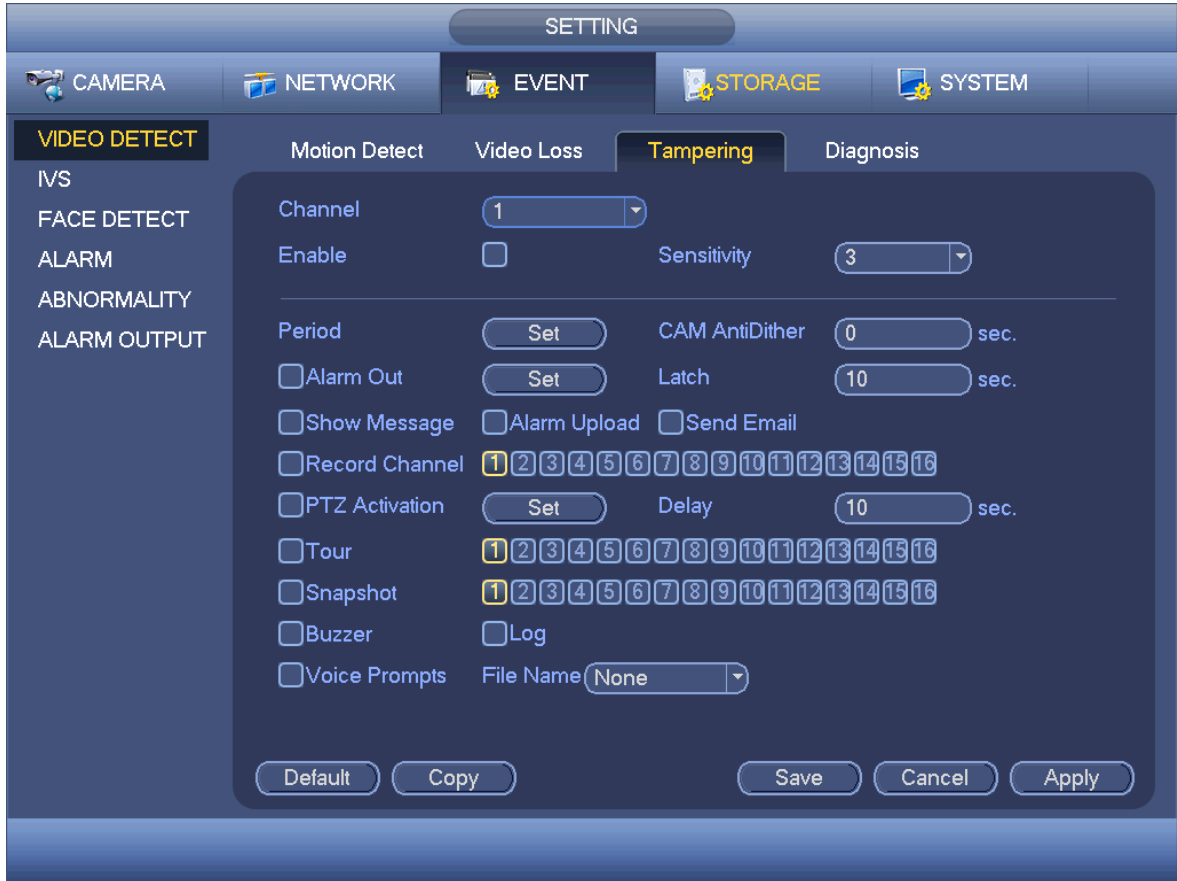 SETTING
CAMERA NETWORK EVENT STORAGE SYSTEM
VIDEO DETECT
IVS
FACE DETECT
ALARM
ABNORMALITY
ALARM OUTPUT
Motion Detect Video Loss Tampering Diagnosis
Channel 1
Enable Sensitivity 3
Period Set CAM AntiDither 0 sec.
Alarm Out Set Latch 10 sec.
Show Message Alarm Upload Send Email
Record Channel 1 2 3 4 5 6 7 8 9 10 11 12 13 14 15 16
PTZ Activation Set Delay 10 sec.
Tour 1 2 3 4 5 6 7 8 9 10 11 12 13 14 15 16
Snapshot 1 2 3 4 5 6 7 8 9 10 11 12 13 14 15 16
Buzzer Log
Voice Prompts File Name None
Default Copy Save Cancel Apply